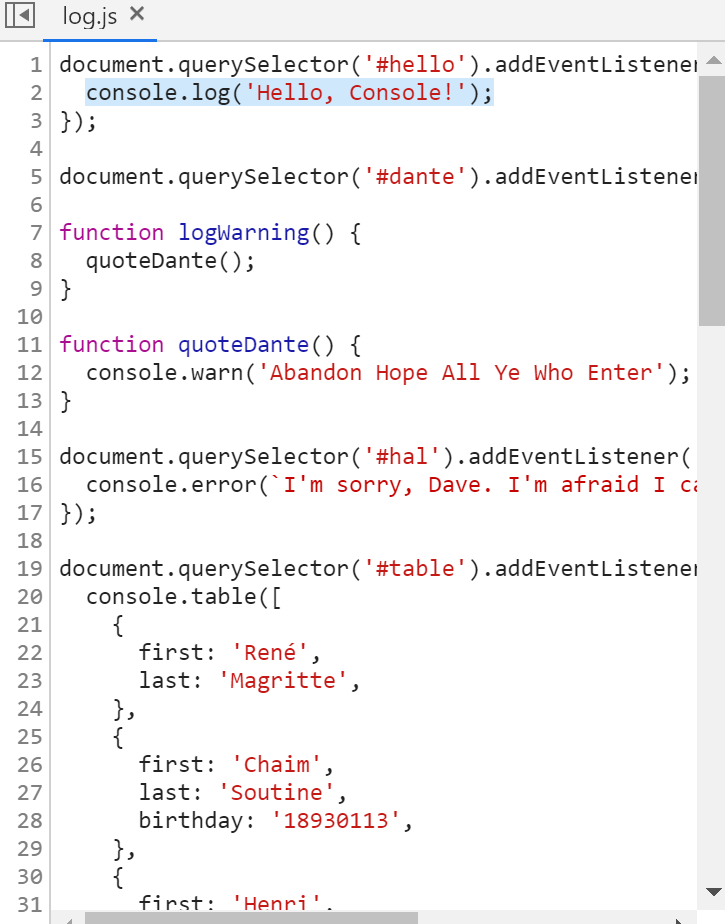 log.js ×
1 document.querySelector('#hello').addEventListener
2   console.log('Hello, Console!');
3 });
4
5 document.querySelector('#dante').addEventListener
6
7 function logWarning() {
8   quoteDante();
9 }
10
11 function quoteDante() {
12   console.warn('Abandon Hope All Ye Who Enter');
13 }
14
15 document.querySelector('#hal').addEventListener(
16   console.error(`I'm sorry, Dave. I'm afraid I ca
17 });
18
19 document.querySelector('#table').addEventListener
20   console.table([
21     {
22       first: 'René',
23       last: 'Magritte',
24     },
25     {
26       first: 'Chaim',
27       last: 'Soutine',
28       birthday: '18930113',
29     },
30     {
31       first: 'Henri',